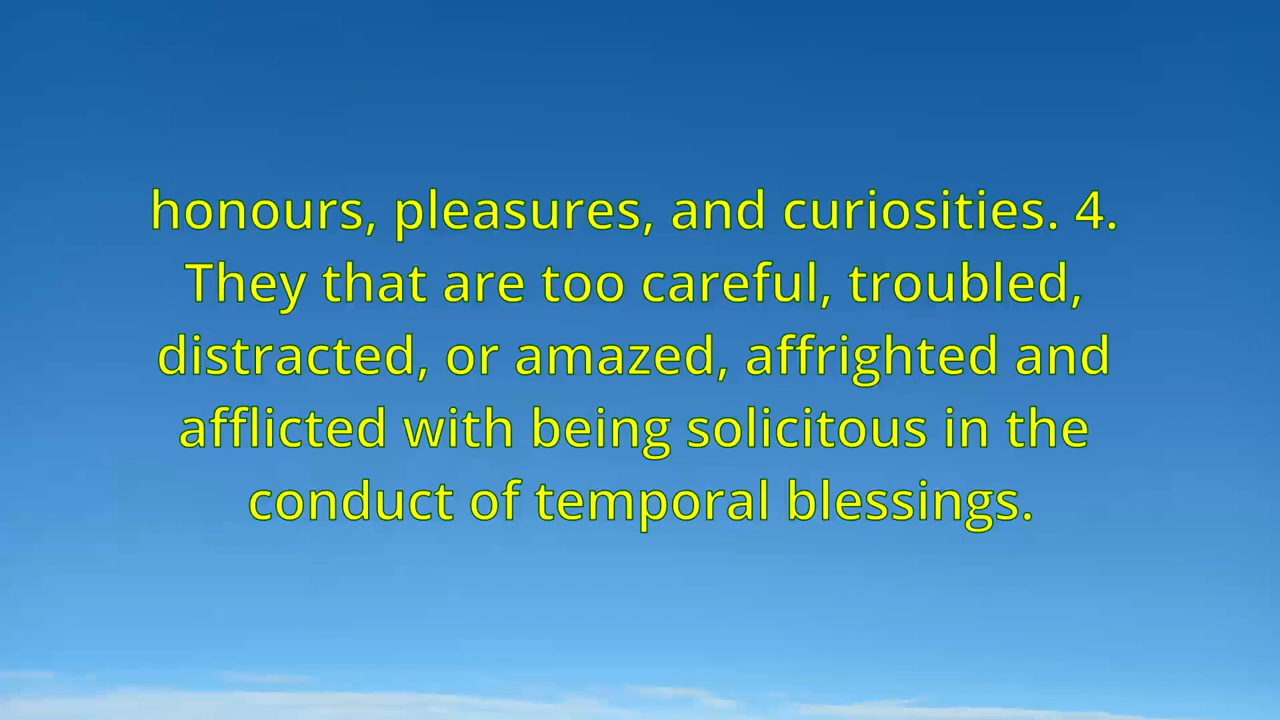 honours, pleasures, and curiosities. 4.
They that are too careful, troubled,
distracted, or amazed, affrighted and
afflicted with being solicitous in the
conduct of temporal blessings.